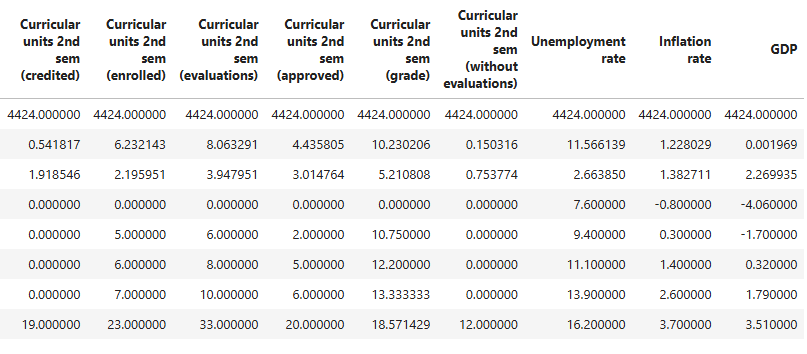 Curricular units 2nd sem (credited) Curricular units 2nd sem (enrolled) Curricular units 2nd sem (evaluations) Curricular units 2nd sem (approved) Curricular units 2nd sem (grade) Curricular units 2nd sem (without evaluations) Unemployment rate Inflation rate GDP
4424.000000 4424.000000 4424.000000 4424.000000 4424.000000 4424.000000 4424.000000 4424.000000 4424.000000
0.541817 6.232143 8.063291 4.435805 10.230206 0.150316 11.566139 1.228029 0.001969
1.918546 2.195951 3.947951 3.014764 5.210808 0.753774 2.663850 1.382711 2.269935
0.000000 0.000000 0.000000 0.000000 0.000000 0.000000 7.600000 -0.800000 -4.060000
0.000000 5.000000 6.000000 2.000000 10.750000 0.000000 9.400000 0.300000 -1.700000
0.000000 6.000000 8.000000 5.000000 12.200000 0.000000 11.100000 1.400000 0.320000
0.000000 7.000000 10.000000 6.000000 13.333333 0.000000 13.900000 2.600000 1.790000
19.000000 23.000000 33.000000 20.000000 18.571429 12.000000 16.200000 3.700000 3.510000